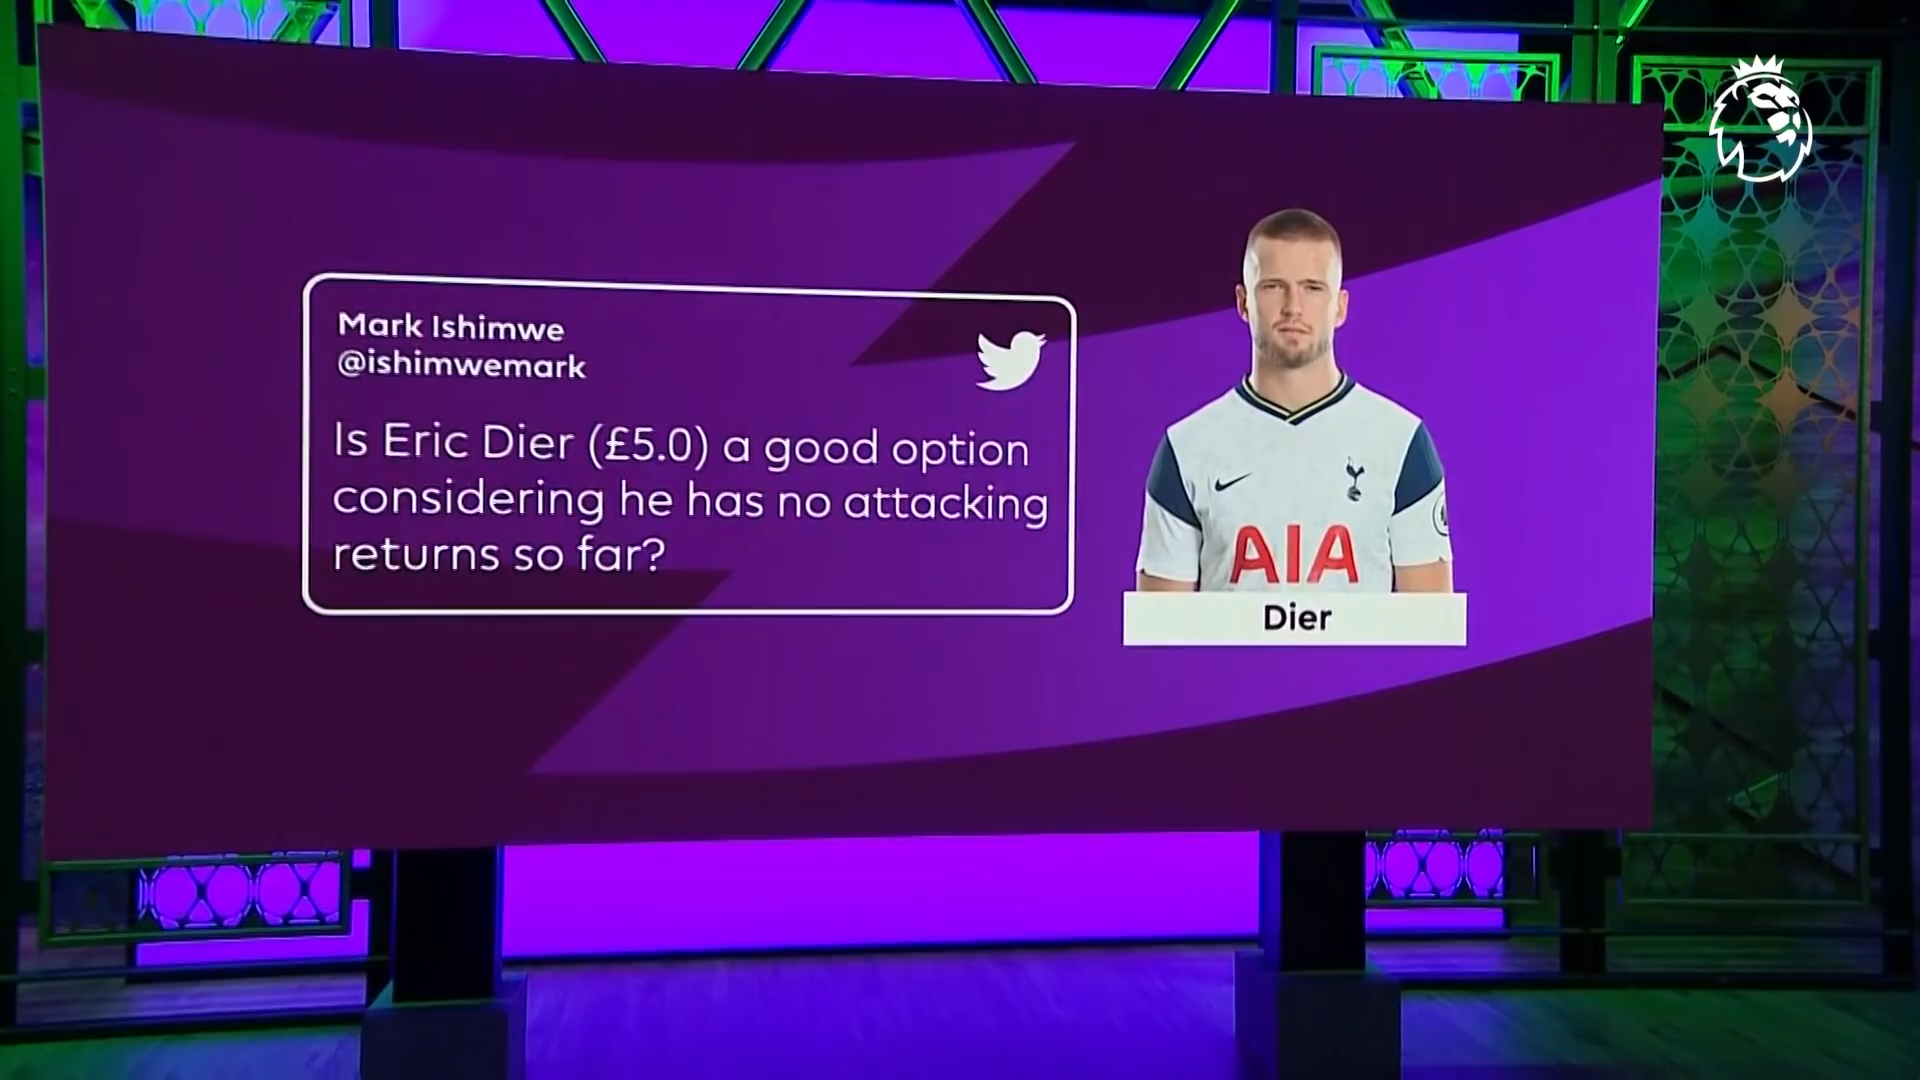 Mark Ishimwe
@ishimwemark
Is Eric Dier (£5.0) a good option
considering he has no attacking
returns so far?
AIA
Dier